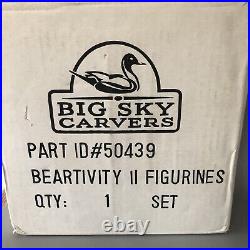 BIG SKY
CARVERS
PART ID#50439
BEARTIVITY II FIGURINES
QTY: 1 SET